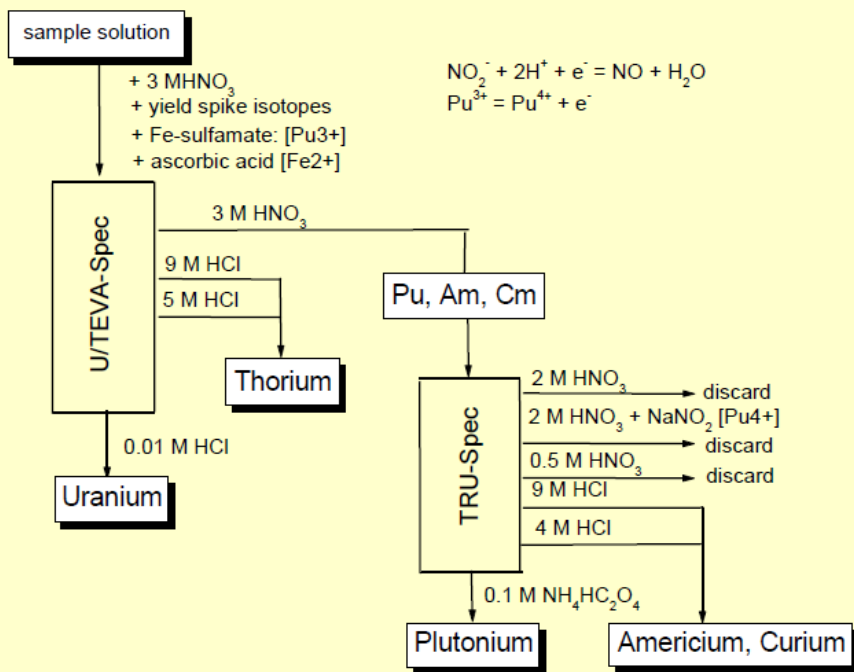 sample solution
+ 3 MHNO₃
+ yield spike isotopes
+ Fe-sulfamate: [Pu3+]
+ ascorbic acid [Fe2+]
NO₂⁻ + 2H⁺ + e⁻ = NO + H₂O
Pu³⁺ = Pu⁴⁺ + e⁻
U/TEVA-Spec
3 M HNO₃
9 M HCl
5 M HCl
Thorium
0.01 M HCl
Uranium
Pu, Am, Cm
TRU-Spec
2 M HNO₃
discard
2 M HNO₃ + NaNO₂ [Pu4+]
discard
0.5 M HNO₃
discard
9 M HCl
4 M HCl
0.1 M NH₄HC₂O₄
Plutonium
Americium, Curium